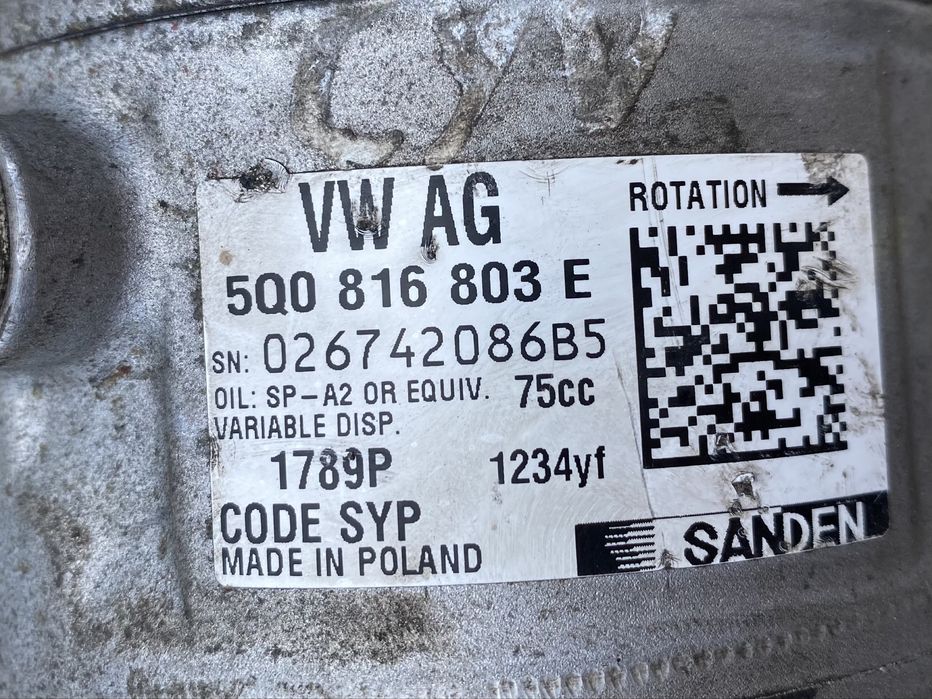 VW AG
ROTATION
5Q0 816 803 E
SN: 026742086B5
OIL: SP-A2 OR EQUIV. 75cc
VARIABLE DISP.
1789P 1234yf
CODE SYP
MADE IN POLAND
SANDEN